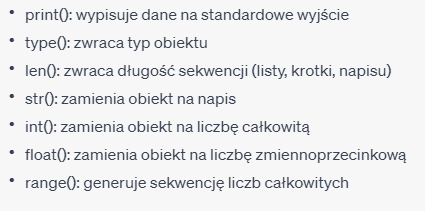 • print(): wypisuje dane na standardowe wyjście
• type(): zwraca typ obiektu
• len(): zwraca długość sekwencji (listy, krotki, napisu)
• str(): zamienia obiekt na napis
• int(): zamienia obiekt na liczbę całkowitą
• float(): zamienia obiekt na liczbę zmiennoprzecinkową
• range(): generuje sekwencję liczb całkowitych